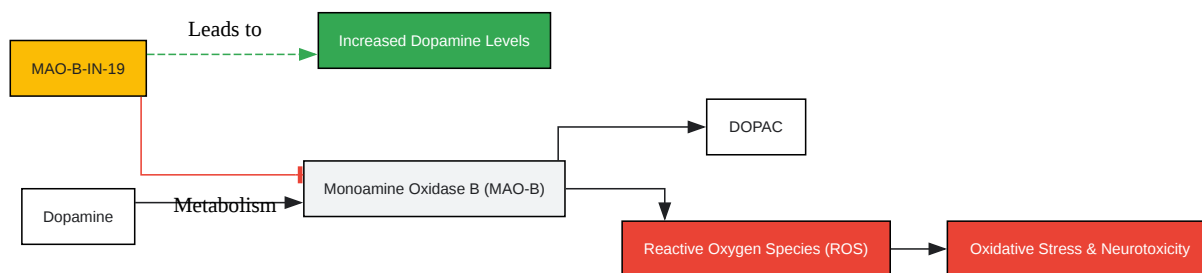 Leads to
Increased Dopamine Levels
MAO-B-IN-19
DOPAC
Monoamine Oxidase B (MAO-B)
Metabolism
Dopamine
Reactive Oxygen Species (ROS)
Oxidative Stress & Neurotoxicity